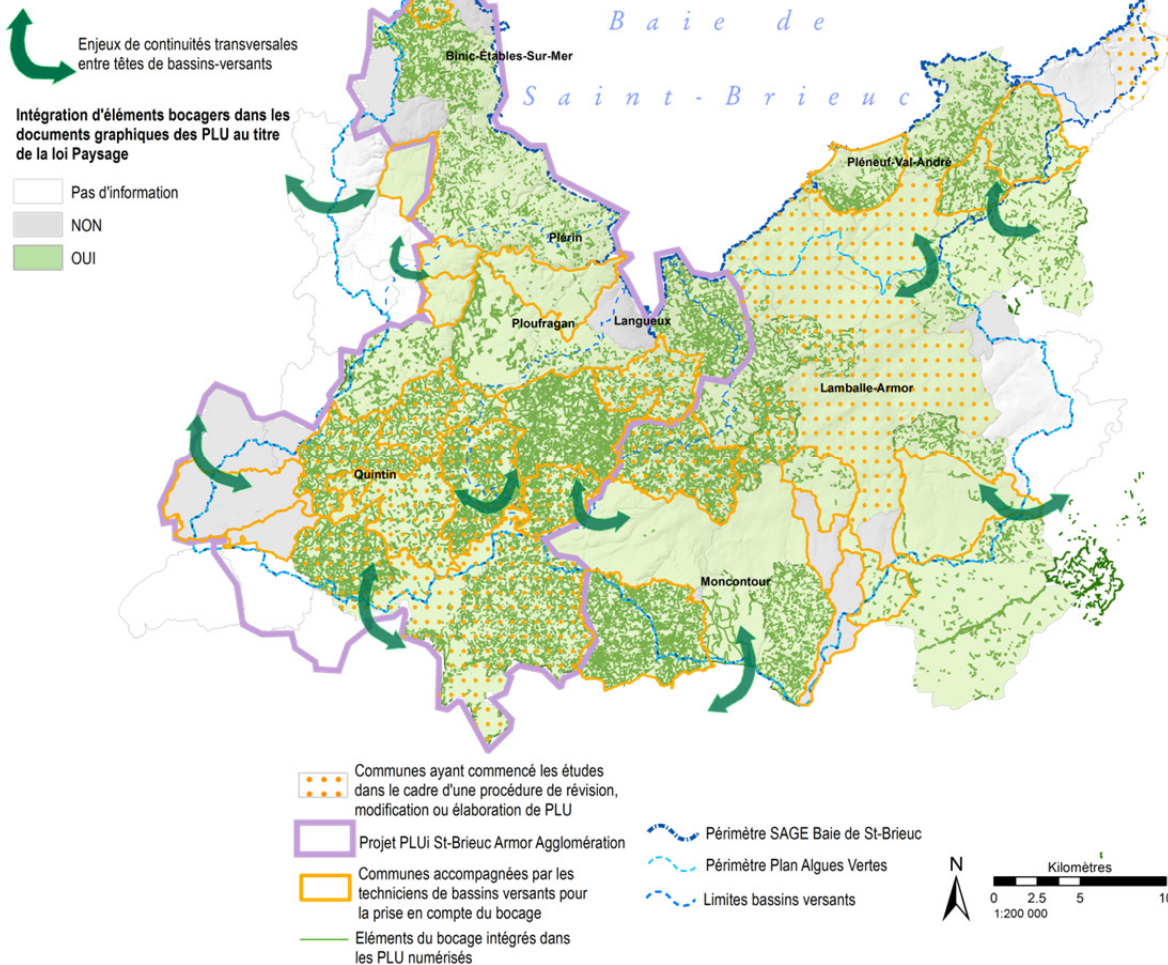 Baie de
Saint-Brieuc
Enjeux de continuités transversales
entre têtes de bassins-versants
Intégration d'éléments bocagers dans les
documents graphiques des PLU au titre
de la loi Paysage
Pas d'information
NON
OUI
Binic-Étables-Sur-Mer
Pléneuf-Val-André
Plérin
Ploufragan
Langueux
Lamballe-Armor
Quintin
Moncontour
Communes ayant commencé les études
dans le cadre d'une procédure de révision,
modification ou élaboration de PLU
Projet PLUi St-Brieuc Armor Agglomération
Communes accompagnées par les
techniciens de bassins versants pour
la prise en compte du bocage
Eléments du bocage intégrés dans
les PLU numérisés
Périmètre SAGE Baie de St-Brieuc
Périmètre Plan Algues Vertes
Limites bassins versants
N
Kilomètres
0 2.5 5 10
1:200 000